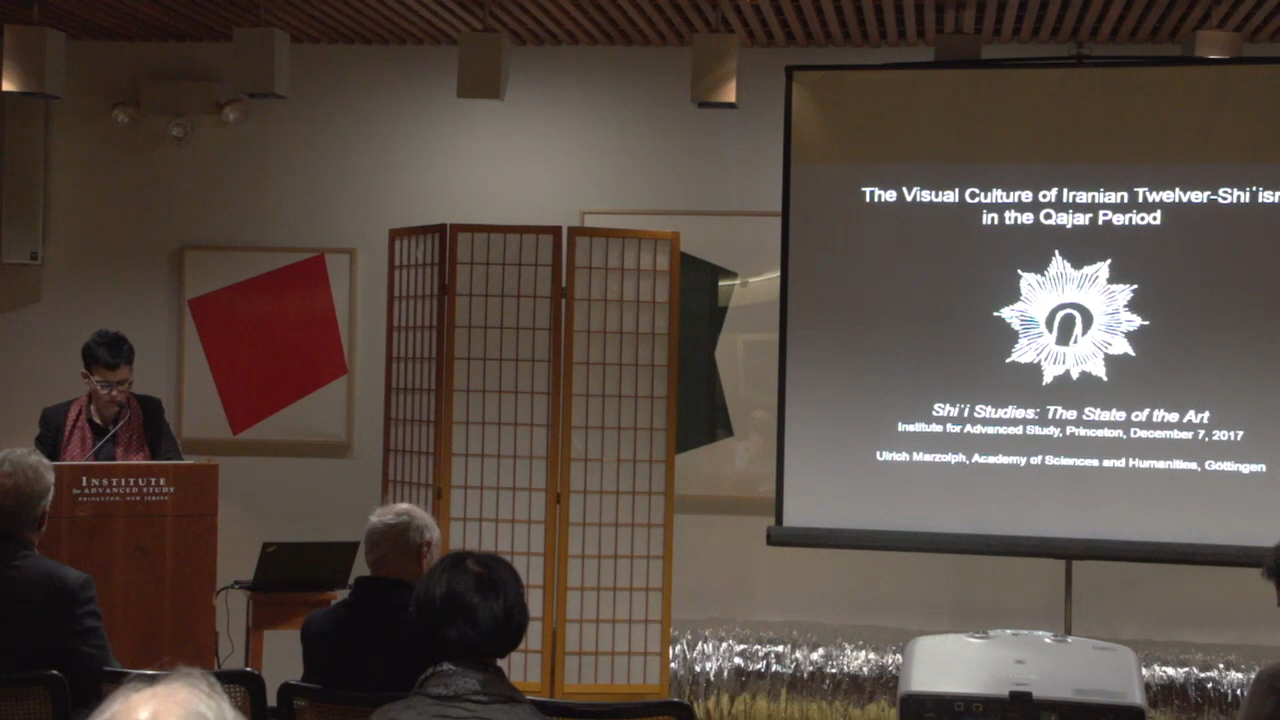 INSTITUTE
for ADVANCED STUDY
PRINCETON, NEW JERSEY
The Visual Culture of Iranian Twelver-Shiʿism
in the Qajar Period
Shiʿi Studies: The State of the Art
Institute for Advanced Study, Princeton, December 7, 2017
Ulrich Marzolph, Academy of Sciences and Humanities, Göttingen